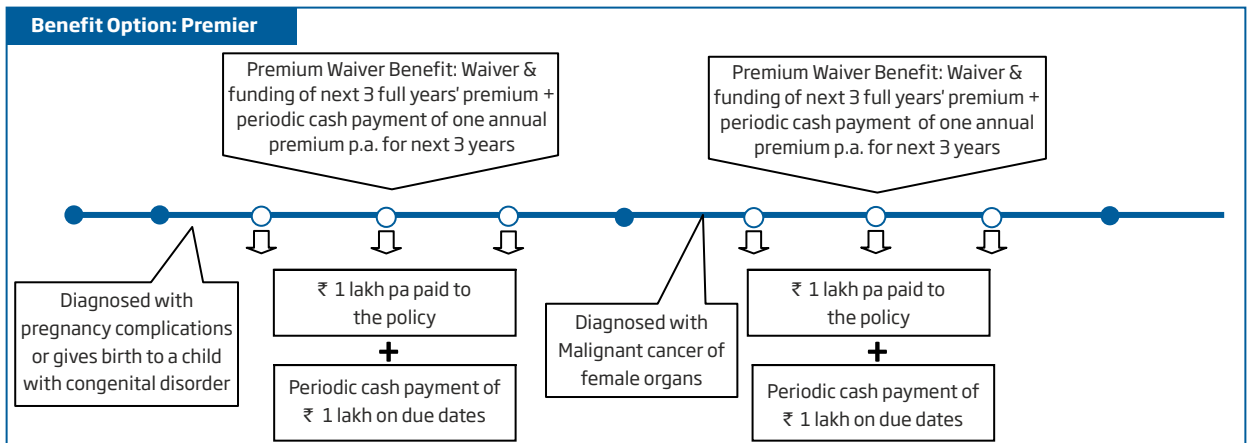 Benefit Option: Premier
Premium Waiver Benefit: Waiver &
funding of next 3 full years' premium +
periodic cash payment of one annual
premium p.a. for next 3 years
Premium Waiver Benefit: Waiver &
funding of next 3 full years' premium +
periodic cash payment of one annual
premium p.a. for next 3 years
Diagnosed with
pregnancy complications
or gives birth to a child
with congenital disorder
₹ 1 lakh pa paid to
the policy
+
Periodic cash payment of
₹ 1 lakh on due dates
Diagnosed with
Malignant cancer of
female organs
₹ 1 lakh pa paid to
the policy
+
Periodic cash payment of
₹ 1 lakh on due dates